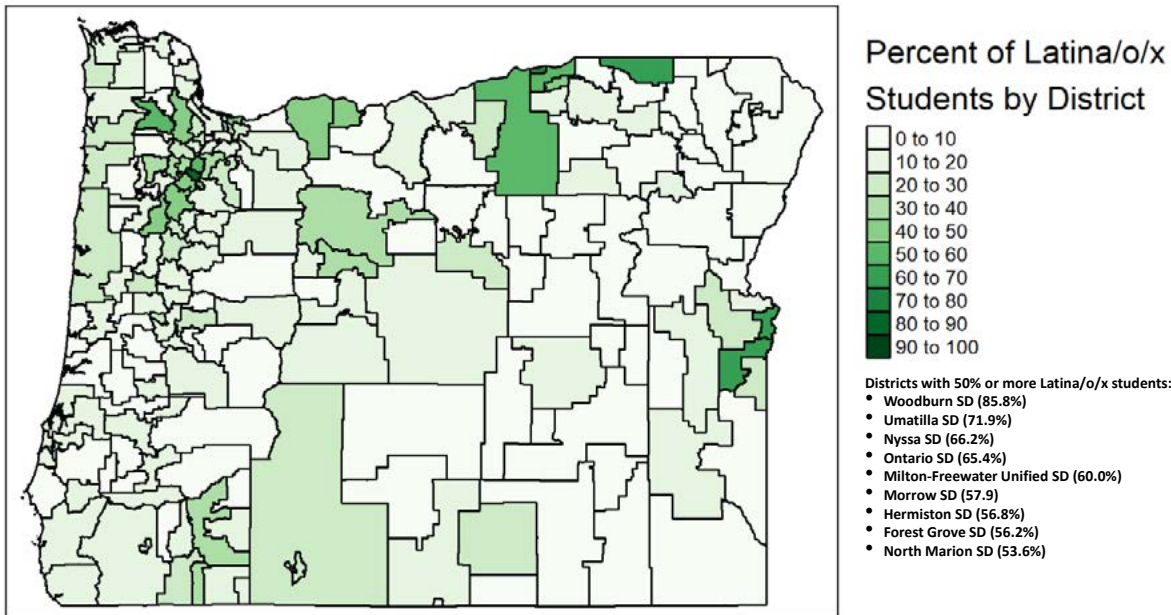 Percent of Latina/o/x
Students by District
0 to 10
10 to 20
20 to 30
30 to 40
40 to 50
50 to 60
60 to 70
70 to 80
80 to 90
90 to 100
Districts with 50% or more Latina/o/x students:
• Woodburn SD (85.8%)
• Umatilla SD (71.9%)
• Nyssa SD (66.2%)
• Ontario SD (65.4%)
• Milton-Freewater Unified SD (60.0%)
• Morrow SD (57.9)
• Hermiston SD (56.8%)
• Forest Grove SD (56.2%)
• North Marion SD (53.6%)